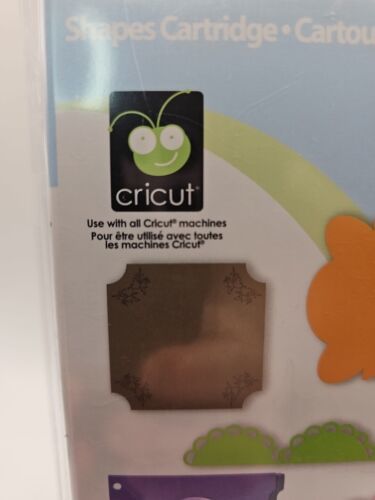 Shapes Cartridge • Cartou
cricut®
Use with all Cricut® machines
Pour être utilisé avec toutes
les machines Cricut®